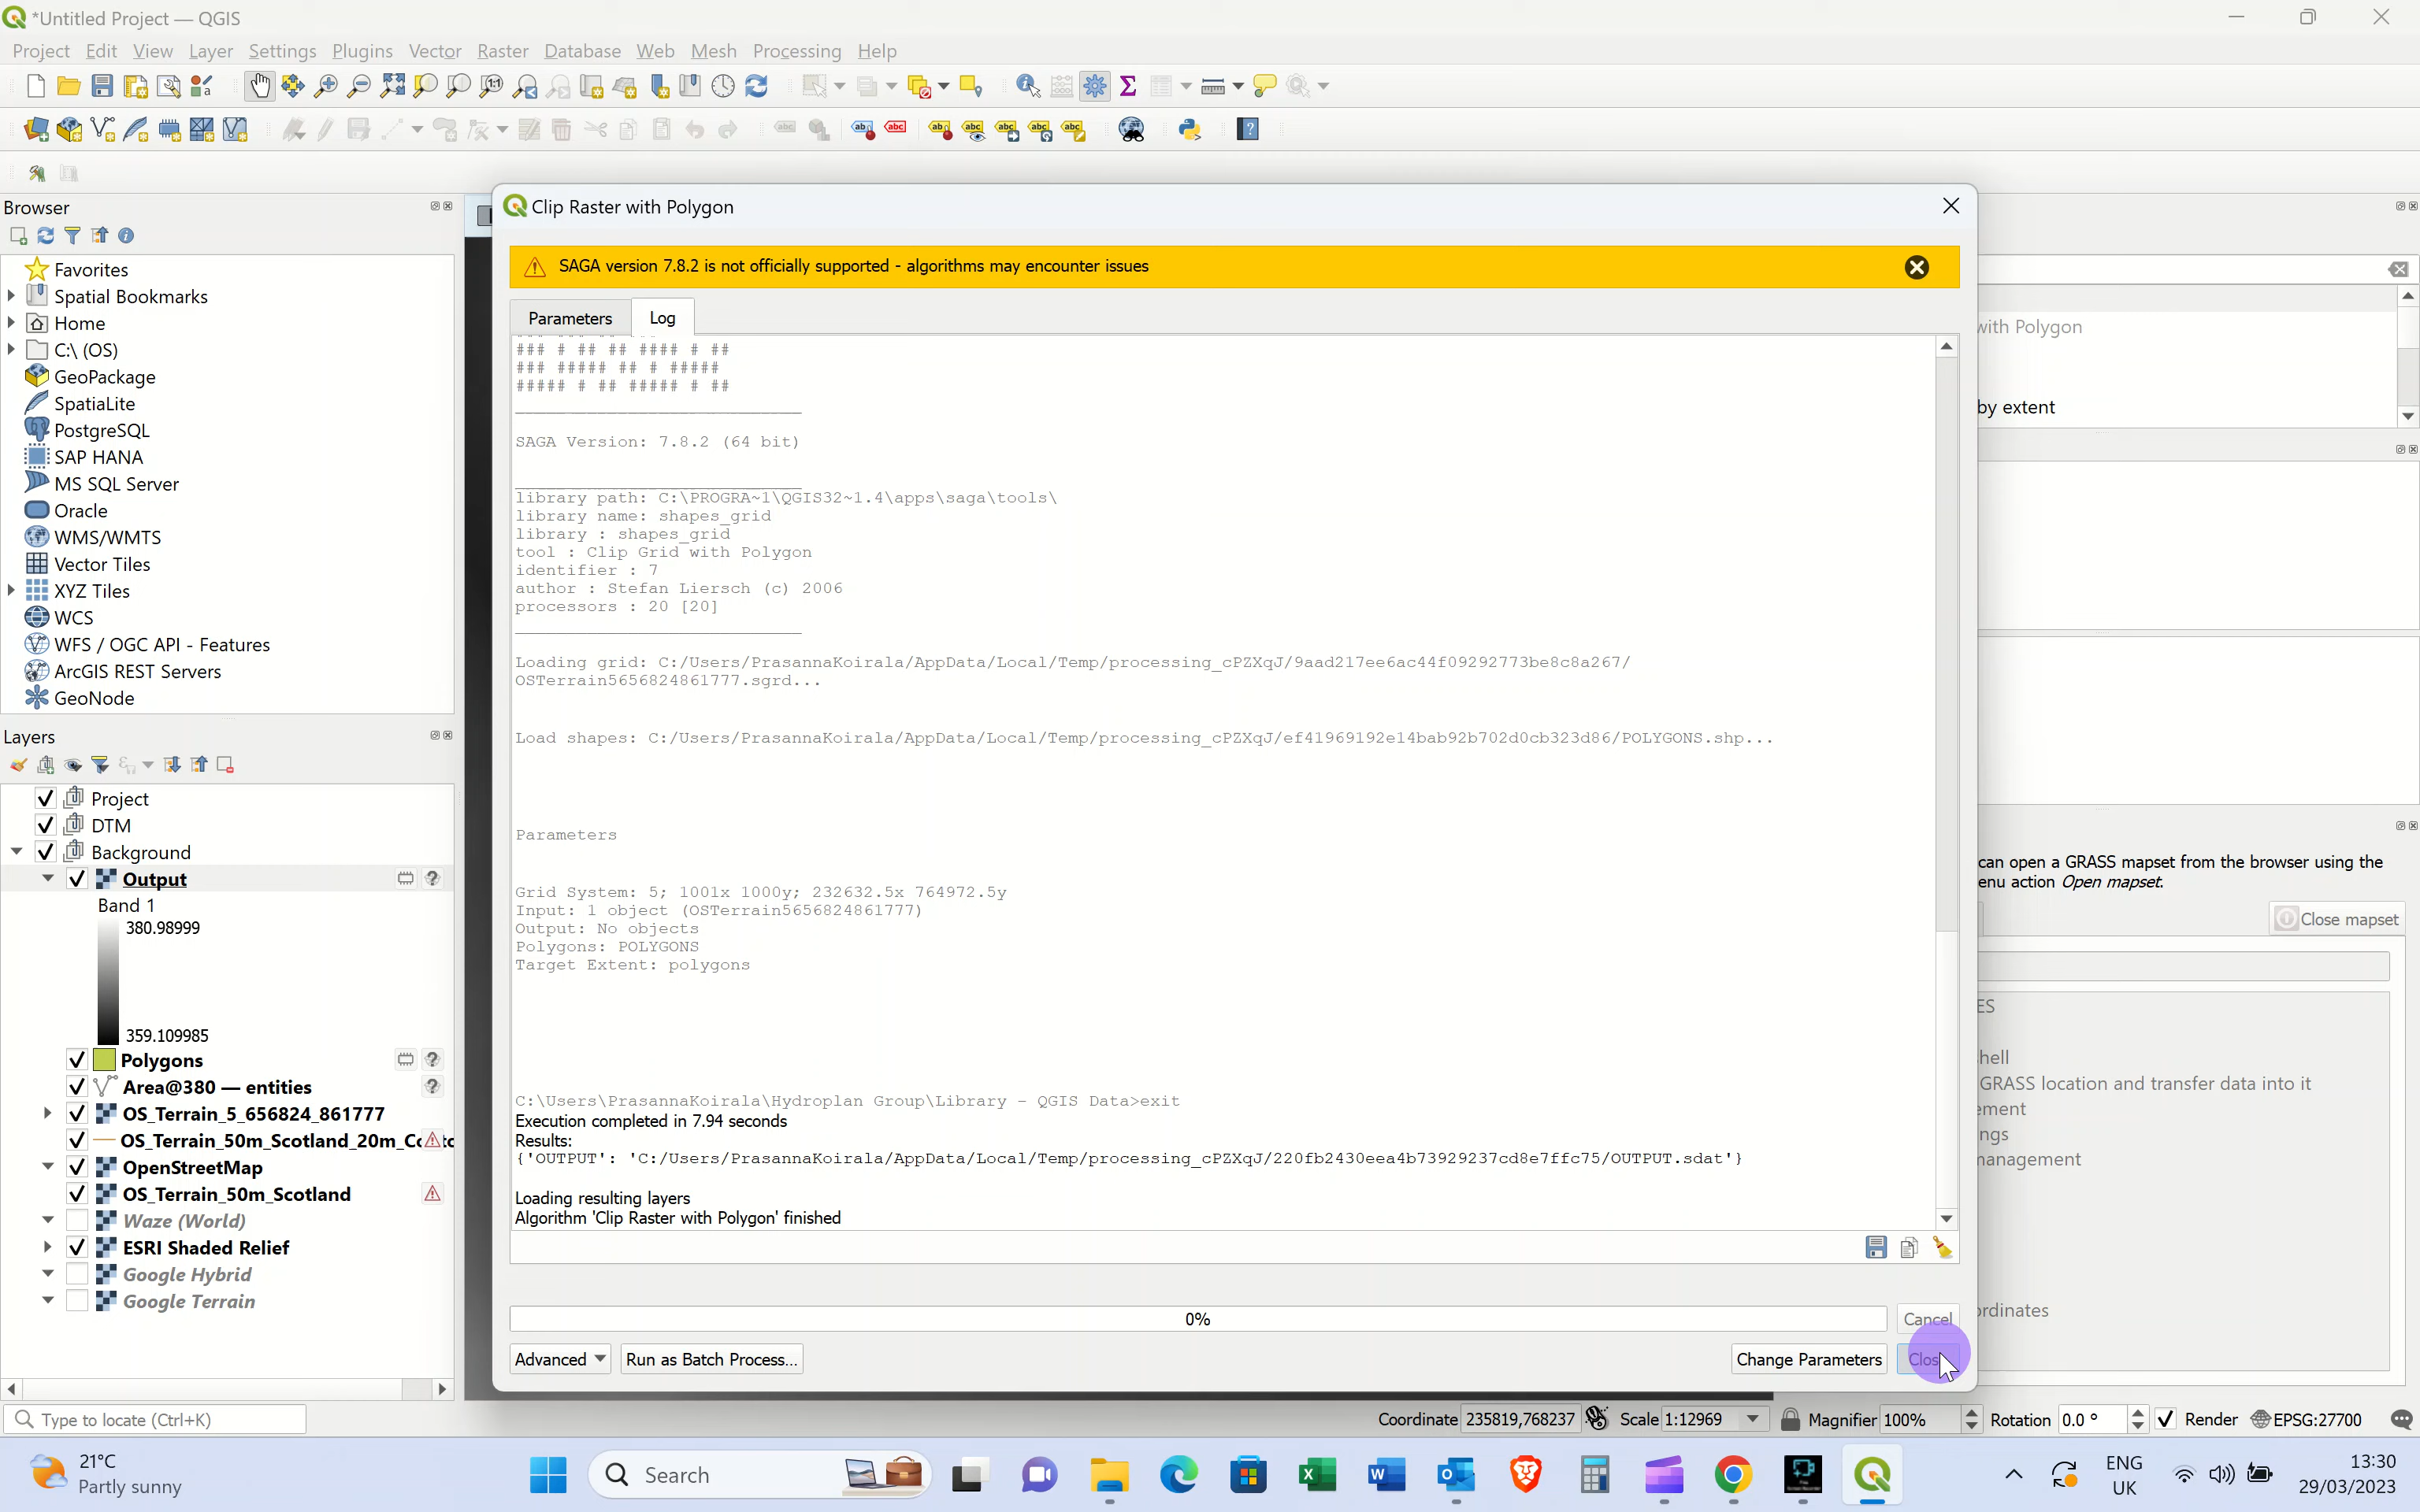 *Untitled Project — QGIS
Project Edit View Layer Settings Plugins Vector Raster Database Web Mesh Processing Help
Browser
Favorites
Spatial Bookmarks
Home
C:\ (OS)
GeoPackage
SpatiaLite
PostgreSQL
SAP HANA
MS SQL Server
Oracle
WMS/WMTS
Vector Tiles
XYZ Tiles
WCS
WFS / OGC API - Features
ArcGIS REST Servers
GeoNode
Layers
Project
DTM
Background
Output
Band 1
380.98999
359.109985
Polygons
Area@380 — entities
OS_Terrain_5_656824_861777
OS_Terrain_50m_Scotland_20m_C
OpenStreetMap
OS_Terrain_50m_Scotland
Waze (World)
ESRI Shaded Relief
Google Hybrid
Google Terrain
Type to locate (Ctrl+K)
Clip Raster with Polygon
SAGA version 7.8.2 is not officially supported - algorithms may encounter issues
Parameters Log
### # ## ## #### # ##
### ##### ## # #####
##### # ## ##### # ##
SAGA Version: 7.8.2 (64 bit)
library path: C:\PROGRA~1\QGIS32~1.4\apps\saga\tools\
library name: shapes_grid
library : shapes_grid
tool : Clip Grid with Polygon
identifier : 7
author : Stefan Liersch (c) 2006
processors : 20 [20]
Loading grid: C:/Users/PrasannaKoirala/AppData/Local/Temp/processing_cPZXqJ/9aad217ee6ac44f09292773be8c8a267/
OSTerrain5656824861777.sgrd...
Load shapes: C:/Users/PrasannaKoirala/AppData/Local/Temp/processing_cPZXqJ/ef41969192e14bab92b702d0cb323d86/POLYGONS.shp...
Parameters
Grid System: 5; 1001x 1000y; 232632.5x 764972.5y
Input: 1 object (OSTerrain5656824861777)
Output: No objects
Polygons: POLYGONS
Target Extent: polygons
C:\Users\PrasannaKoirala\Hydroplan Group\Library - QGIS Data>exit
Execution completed in 7.94 seconds
Results:
{'OUTPUT': 'C:/Users/PrasannaKoirala/AppData/Local/Temp/processing_cPZXqJ/220fb2430eea4b73929237cd8e7ffc75/OUTPUT.sdat'}
Loading resulting layers
Algorithm 'Clip Raster with Polygon' finished
0%
Cancel
Advanced Run as Batch Process... Change Parameters Clos
with Polygon
by extent
can open a GRASS mapset from the browser using the
enu action Open mapset.
Close mapset
ES
hell
GRASS location and transfer data into it
ement
ngs
management
rdinates
Coordinate 235819,768237 Scale 1:12969 Magnifier 100% Rotation 0.0 ° Render EPSG:27700
21°C
Partly sunny
Search
ENG
UK
13:30
29/03/2023